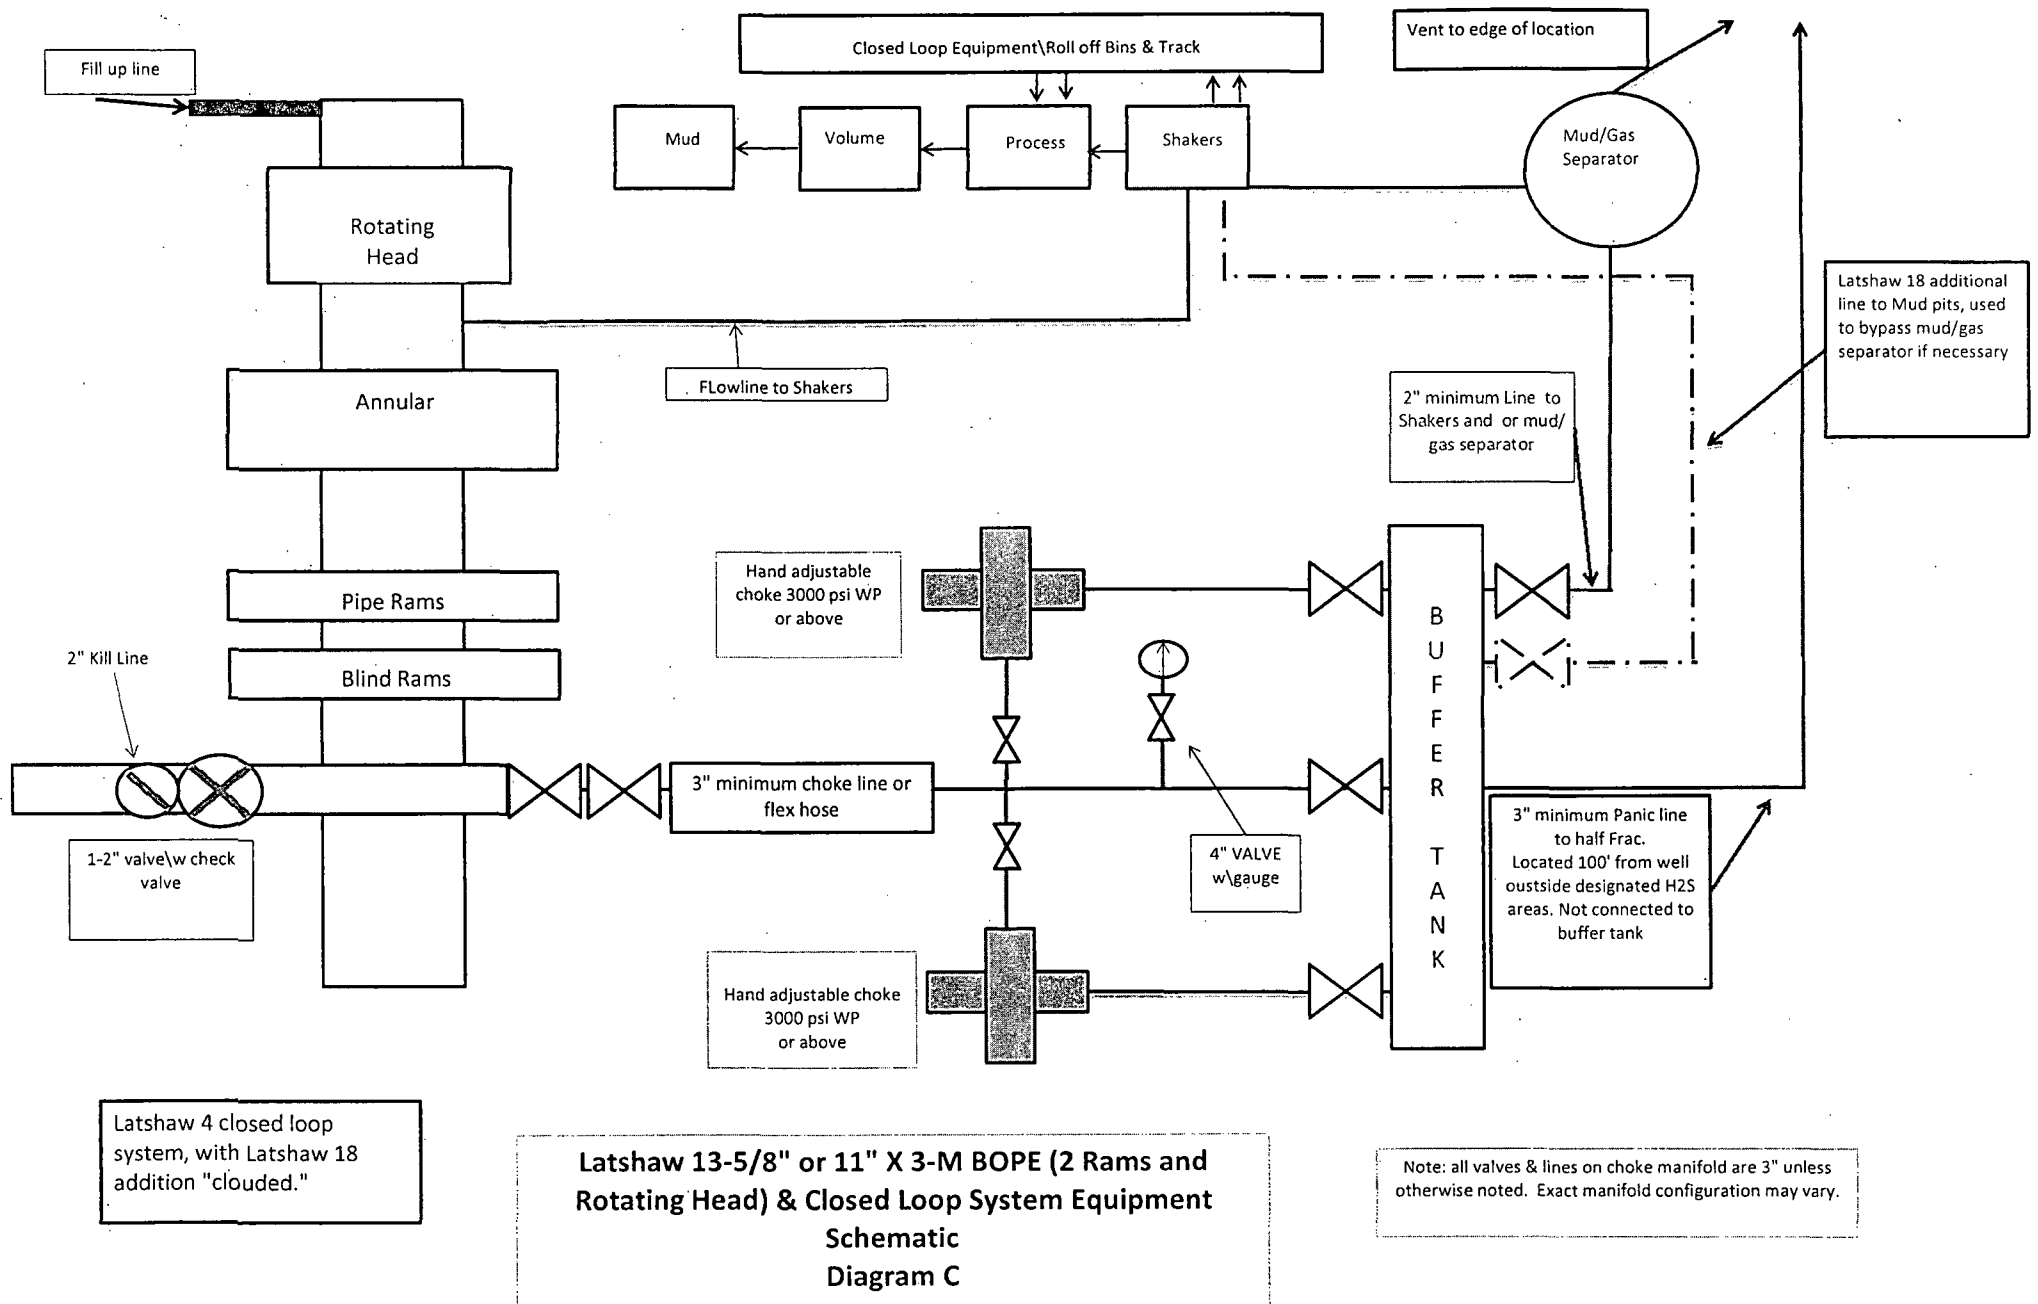 Closed Loop Equipment\Roll off Bins & Track
Vent to edge of location
Fill up line
Mud
Volume
Process
Shakers
Mud/Gas
Separator
Rotating
Head
Latshaw 18 additional
line to Mud pits, used
to bypass mud/gas
separator if necessary
FLowline to Shakers
Annular
2" minimum Line to
Shakers and or mud/
gas separator
Hand adjustable
choke 3000 psi WP
or above
Pipe Rams
Blind Rams
2" Kill Line
B
U
F
F
E
R
T
A
N
K
3" minimum choke line or
flex hose
1-2" valve\w check
valve
4" VALVE
w\gauge
3" minimum Panic line
to half Frac.
Located 100' from well
oustside designated H2S
areas. Not connected to
buffer tank
Hand adjustable choke
3000 psi WP
or above
Latshaw 4 closed loop
system, with Latshaw 18
addition "clouded."
Latshaw 13-5/8" or 11" X 3-M BOPE (2 Rams and
Rotating Head) & Closed Loop System Equipment
Schematic
Diagram C
Note: all valves & lines on choke manifold are 3" unless
otherwise noted. Exact manifold configuration may vary.